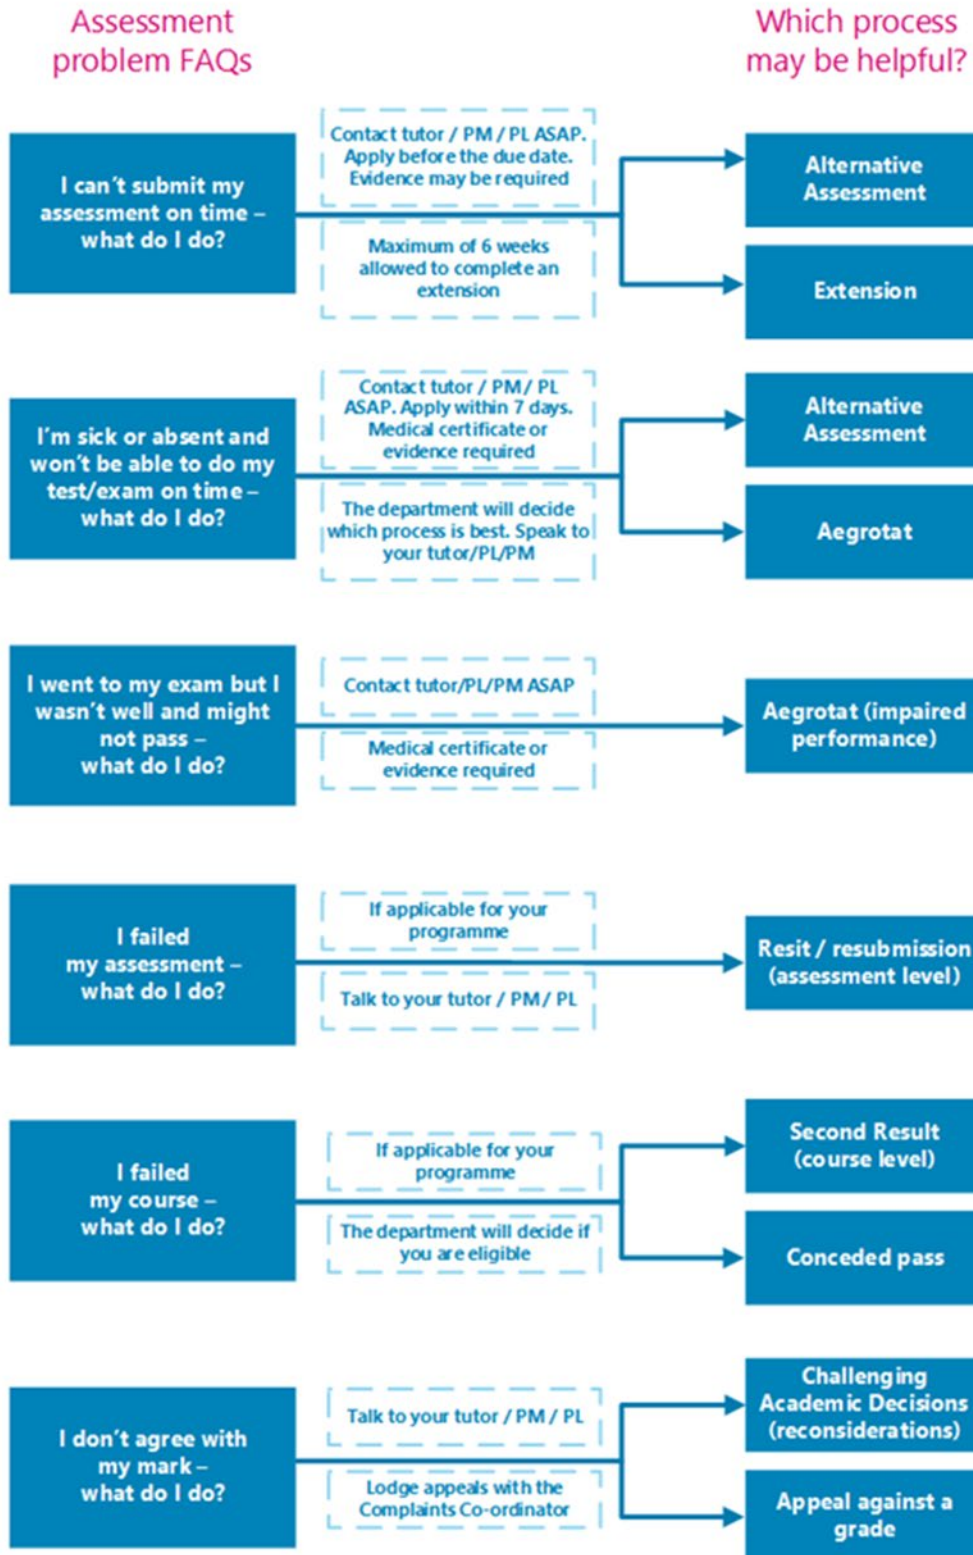 Assessment
problem FAQs
Which process
may be helpful?
I can't submit my
assessment on time –
what do I do?
Contact tutor / PM / PL ASAP.
Apply before the due date.
Evidence may be required
Maximum of 6 weeks
allowed to complete an
extension
Alternative
Assessment
Extension
I'm sick or absent and
won't be able to do my
test/exam on time –
what do I do?
Contact tutor / PM / PL
ASAP. Apply within 7 days.
Medical certificate or
evidence required
The department will decide
which process is best. Speak to
your tutor/PL/PM
Alternative
Assessment
Aegrotat
I went to my exam but I
wasn't well and might
not pass –
what do I do?
Contact tutor/PL/PM ASAP
Medical certificate or
evidence required
Aegrotat (impaired
performance)
I failed
my assessment –
what do I do?
If applicable for your
programme
Talk to your tutor / PM / PL
Resit / resubmission
(assessment level)
I failed
my course –
what do I do?
If applicable for your
programme
The department will decide if
you are eligible
Second Result
(course level)
Conceded pass
I don't agree with
my mark –
what do I do?
Talk to your tutor / PM / PL
Lodge appeals with the
Complaints Co-ordinator
Challenging
Academic Decisions
(reconsiderations)
Appeal against a
grade